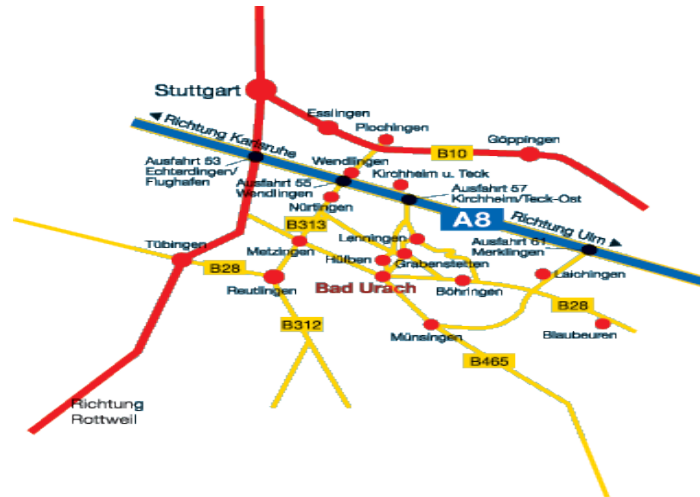 Stuttgart
Esslingen
Plochingen
Richtung Karlsruhe
Göppingen
B10
Wendlingen
Ausfahrt 53
Echterdingen/
Flughafen
Kirchheim u. Teck
Ausfahrt 55
Wendlingen
Ausfahrt 57
Kirchheim/Teck-Ost
Nürtingen
A8
Richtung Ulm
B313
Tübingen
Metzingen
Lenningen
Ausfahrt 61
Merklingen
Hülben
Grabenstetten
B28
Laichingen
Reutlingen
Bad Urach
Böhringen
B28
B312
Münsingen
Blaubeuren
B465
Richtung
Rottweil